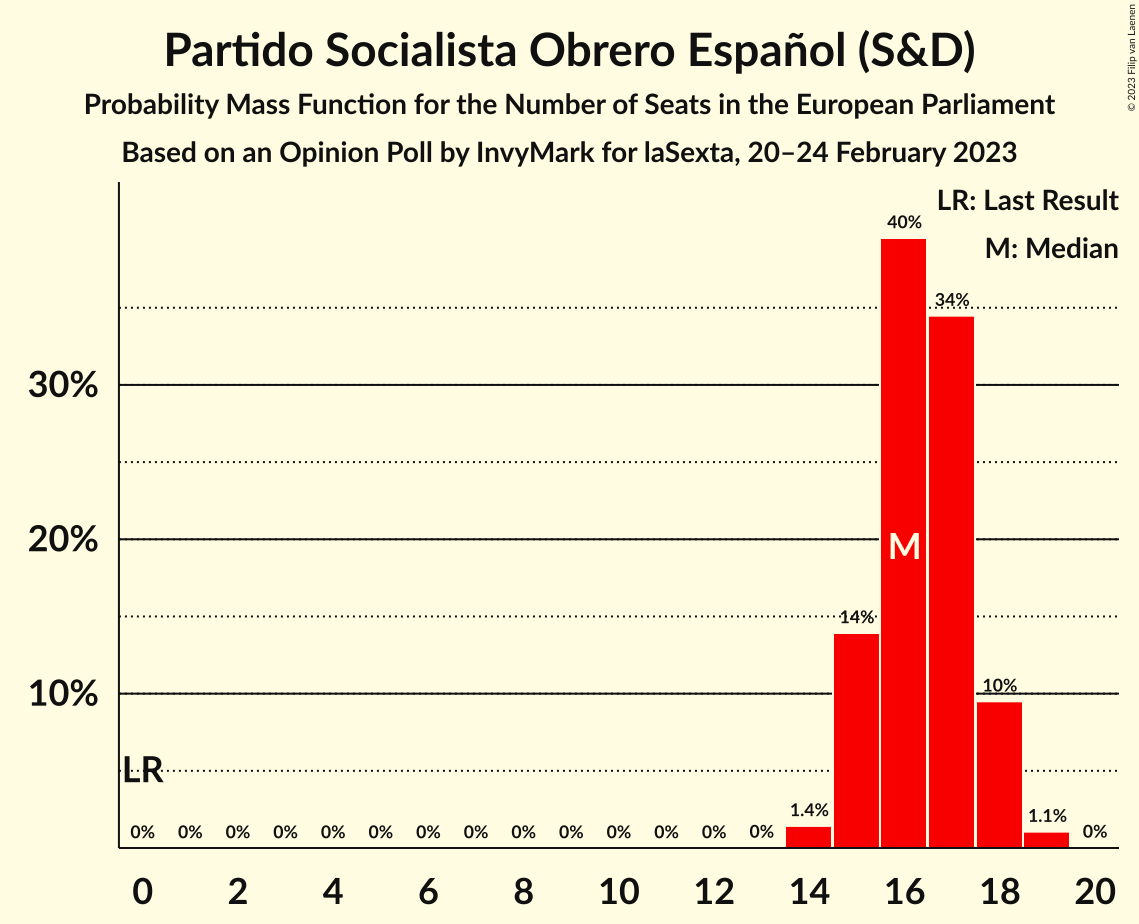 Partido Socialista Obrero Español (S&D)
Probability Mass Function for the Number of Seats in the European Parliament
Based on an Opinion Poll by InvyMark for laSexta, 20–24 February 2023
© 2023 Filip van Laenen
LR: Last Result
M: Median
30%
20%
10%
LR
M
0% 0% 0% 0% 0% 0% 0% 0% 0% 0% 0% 0% 0% 0% 1.4% 14% 40% 34% 10% 1.1% 0%
0 2 4 6 8 10 12 14 16 18 20